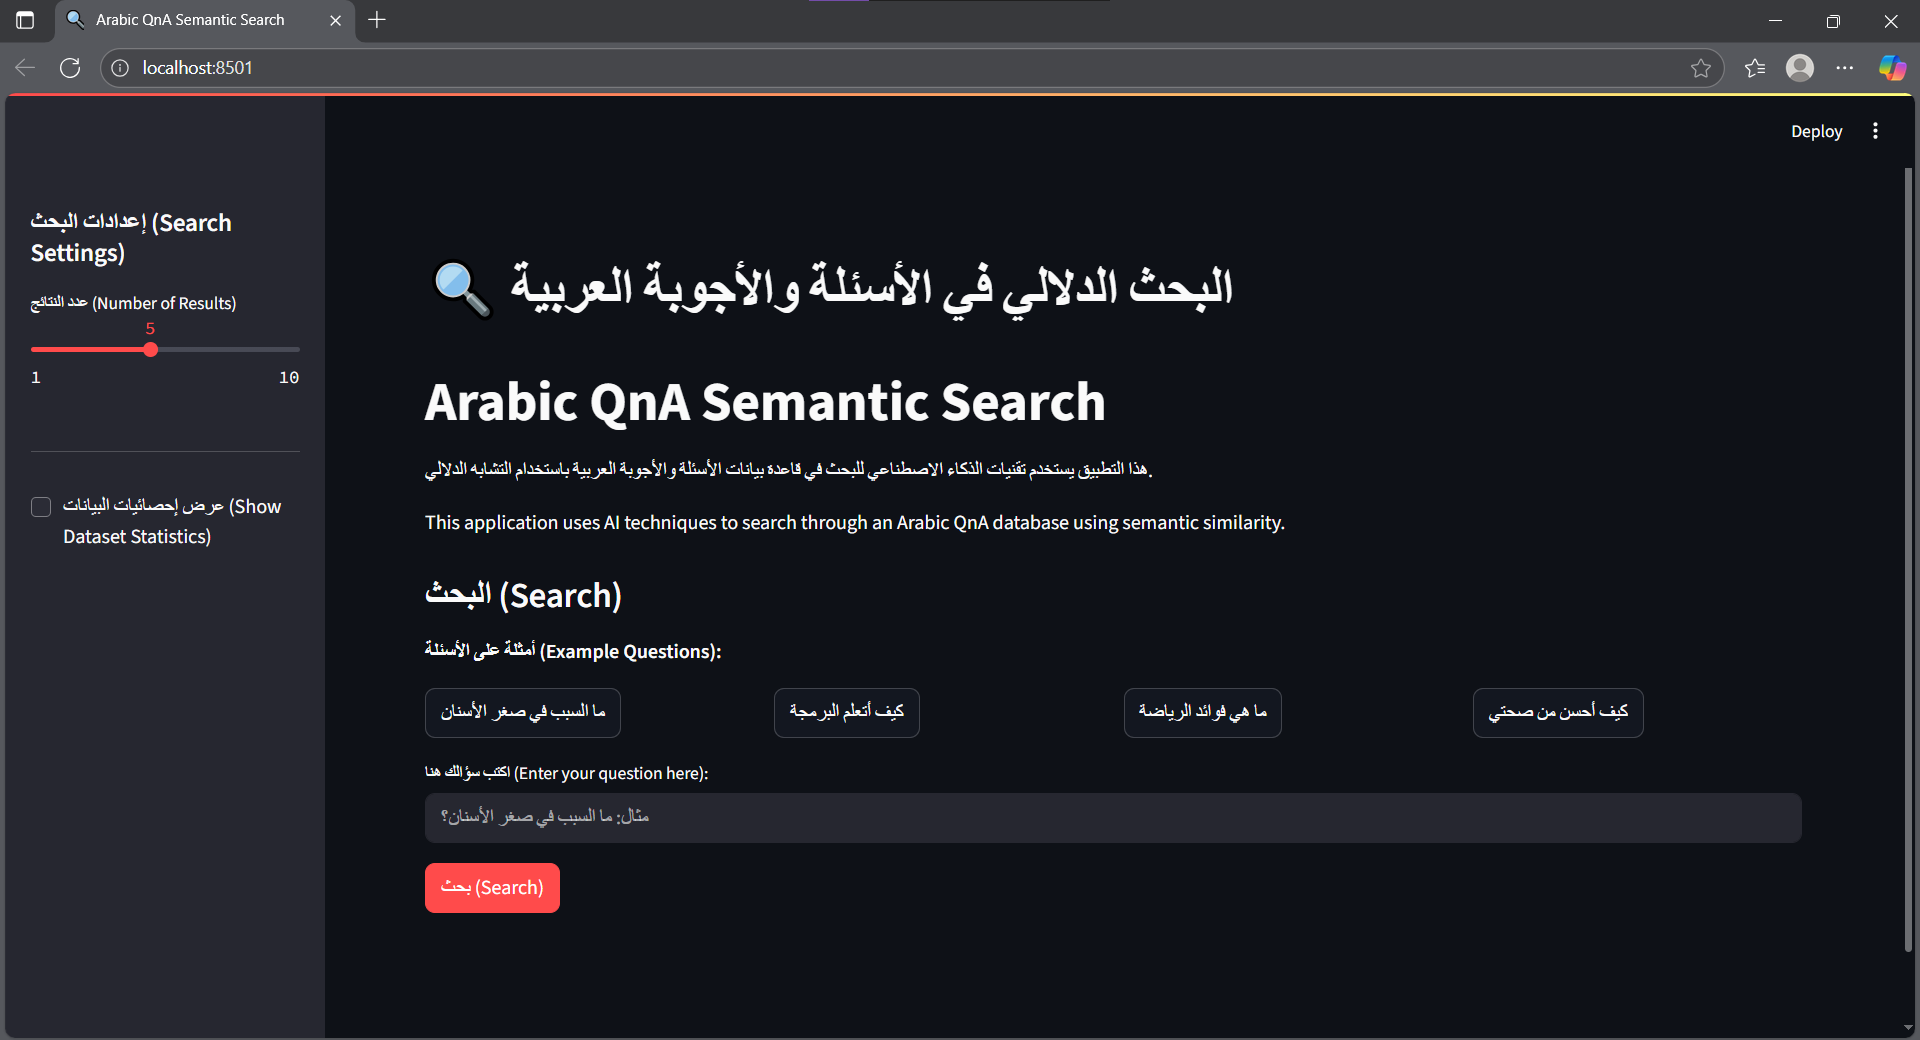 Arabic QnA Semantic Search
localhost:8501
Deploy
إعدادات البحث (Search
Settings)
عدد النتائج (Number of Results)
5
1 10
عرض إحصائيات البيانات (Show
Dataset Statistics)
البحث الدلالي في الأسئلة والأجوبة العربية
Arabic QnA Semantic Search
هذا التطبيق يستخدم تقنيات الذكاء الاصطناعي للبحث في قاعدة بيانات الأسئلة والأجوبة العربية باستخدام التشابه الدلالي.
This application uses AI techniques to search through an Arabic QnA database using semantic similarity.
البحث (Search)
أمثلة على الأسئلة (Example Questions):
ما السبب في صغر الأسنان
كيف أتعلم البرمجة
ما هي فوائد الرياضة
كيف أحسن من صحتي
اكتب سؤالك هنا (Enter your question here):
مثال: ما السبب في صغر الأسنان؟
بحث (Search)